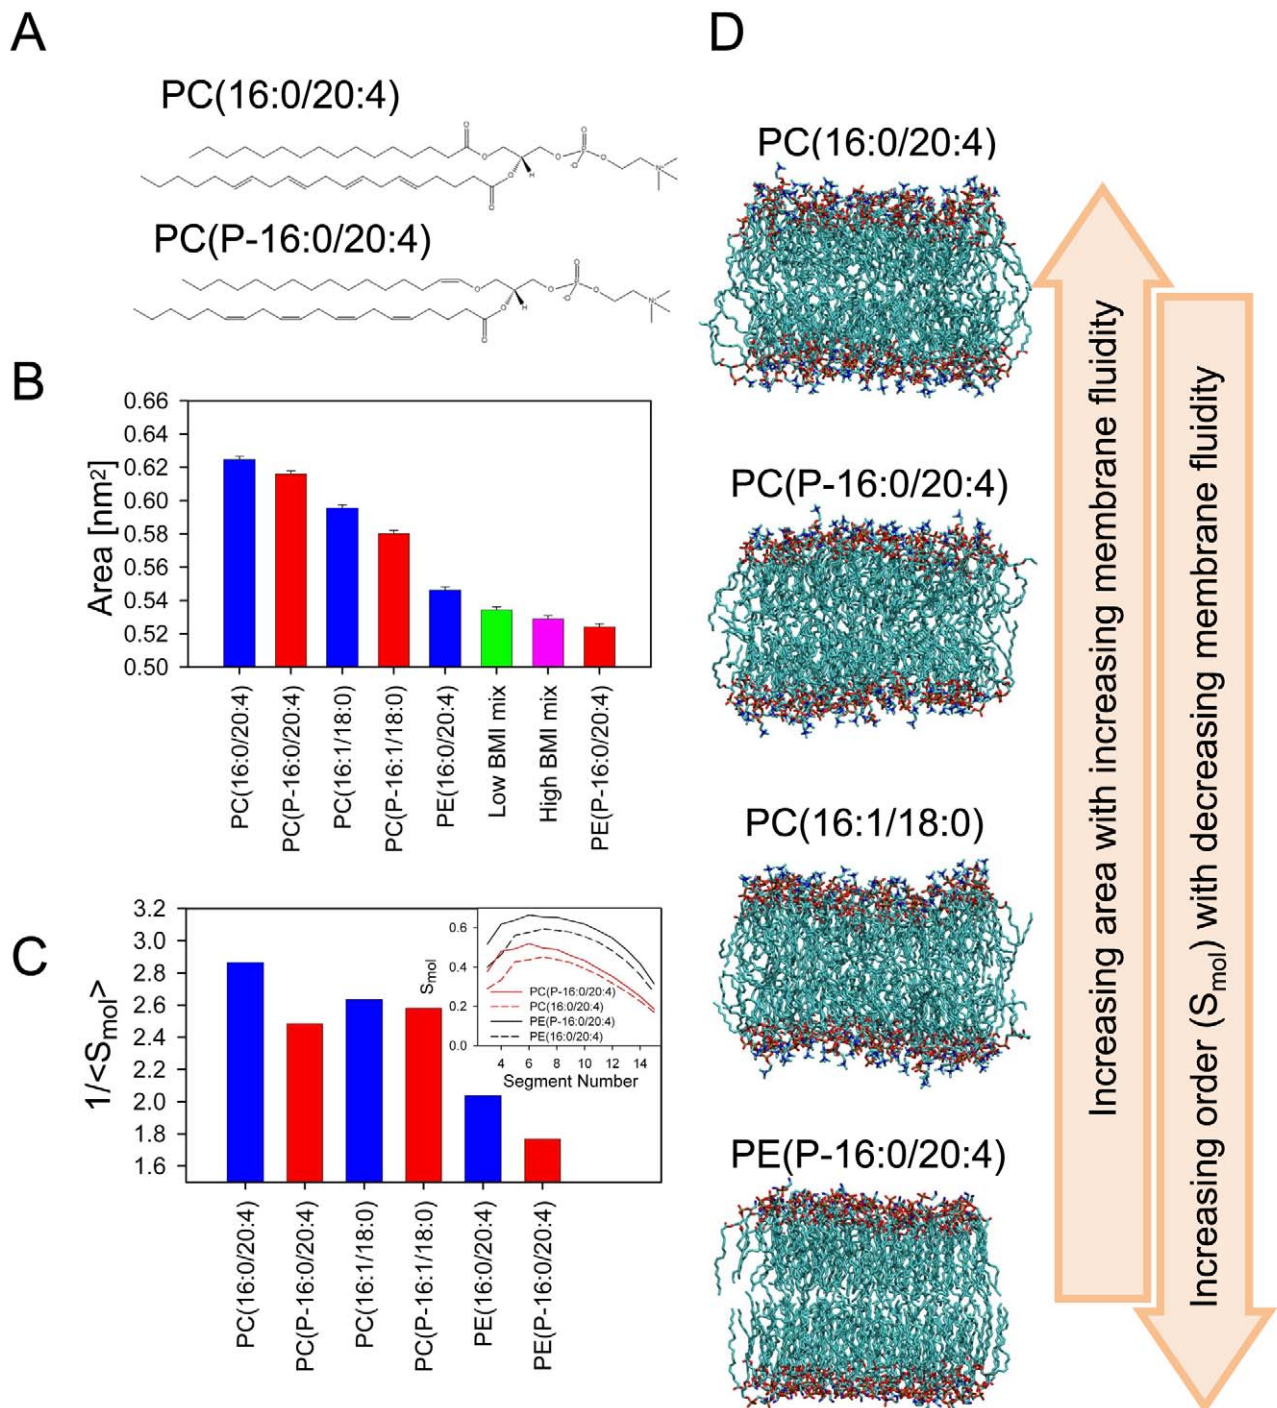 A
PC(16:0/20:4)
PC(P-16:0/20:4)
B
Area [nm²]
0.66
0.64
0.62
0.60
0.58
0.56
0.54
0.52
0.50
PC(16:0/20:4)
PC(P-16:0/20:4)
PC(16:1/18:0)
PC(P-16:1/18:0)
PE(16:0/20:4)
Low BMI mix
High BMI mix
PE(P-16:0/20:4)
C
1/<Smol>
3.2
3.0
2.8
2.6
2.4
2.2
2.0
1.8
1.6
Smol
0.6
0.4
0.2
0.0
PC(P-16:0/20:4)
PC(16:0/20:4)
PE(P-16:0/20:4)
PE(16:0/20:4)
4 6 8 10 12 14
Segment Number
PC(16:0/20:4)
PC(P-16:0/20:4)
PC(16:1/18:0)
PC(P-16:1/18:0)
PE(16:0/20:4)
PE(P-16:0/20:4)
D
PC(16:0/20:4)
PC(P-16:0/20:4)
PC(16:1/18:0)
PE(P-16:0/20:4)
Increasing area with increasing membrane fluidity
Increasing order (Smol) with decreasing membrane fluidity